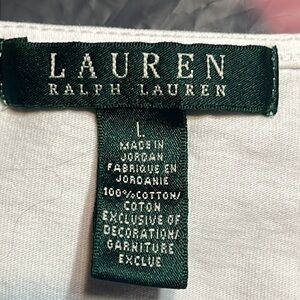 LAUREN
RALPH LAUREN
L
MADE IN
JORDAN
FABRIQUE EN
JORDANIE
100%COTTON/
COTON
EXCLUSIVE OF
DECORATION/
GARNITURE
EXCLUE